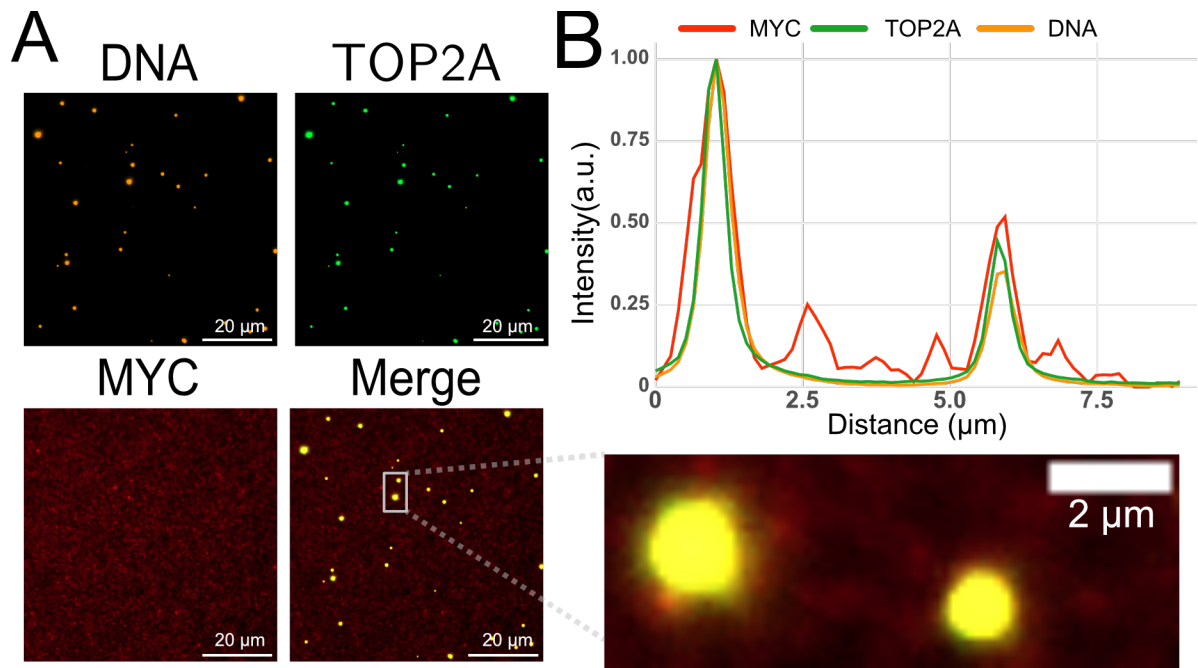 A
DNA
TOP2A
20 µm
20 µm
MYC
Merge
20 µm
20 µm
B
MYC
TOP2A
DNA
Intensity(a.u.)
1.00
0.75
0.50
0.25
0
0
2.5
5.0
7.5
Distance (µm)
2 µm